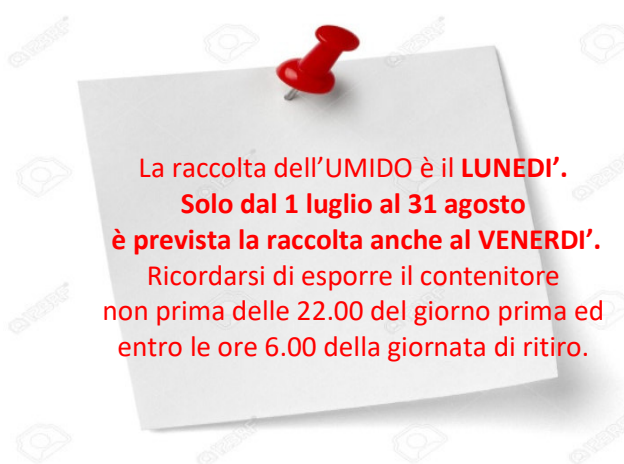 La raccolta dell’UMIDO è il LUNEDI’.
Solo dal 1 luglio al 31 agosto
è prevista la raccolta anche al VENERDI’.
Ricordarsi di esporre il contenitore
non prima delle 22.00 del giorno prima ed
entro le ore 6.00 della giornata di ritiro.